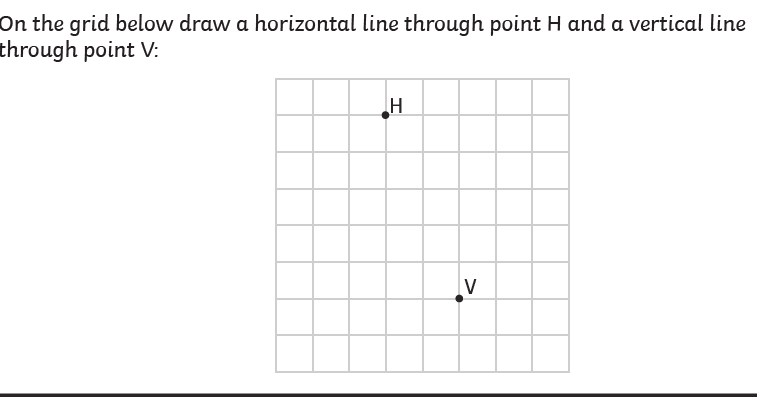 On the grid below draw a horizontal line through point H and a vertical line
through point V:
H
V